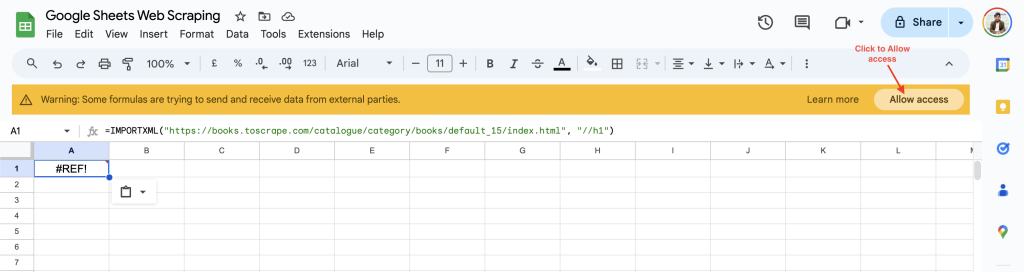 Google Sheets Web Scraping
Share
File Edit View Insert Format Data Tools Extensions Help
Click to Allow
access
100% £ % .0 .00 123 Arial 11 B I S A A
31
Warning: Some formulas are trying to send and receive data from external parties. Learn more Allow access
A1 fx =IMPORTXML("https://books.toscrape.com/catalogue/category/books/default_15/index.html", "//h1")
A B C D E F G H I J K L
1 #REF!
2
3
4
5
6
7